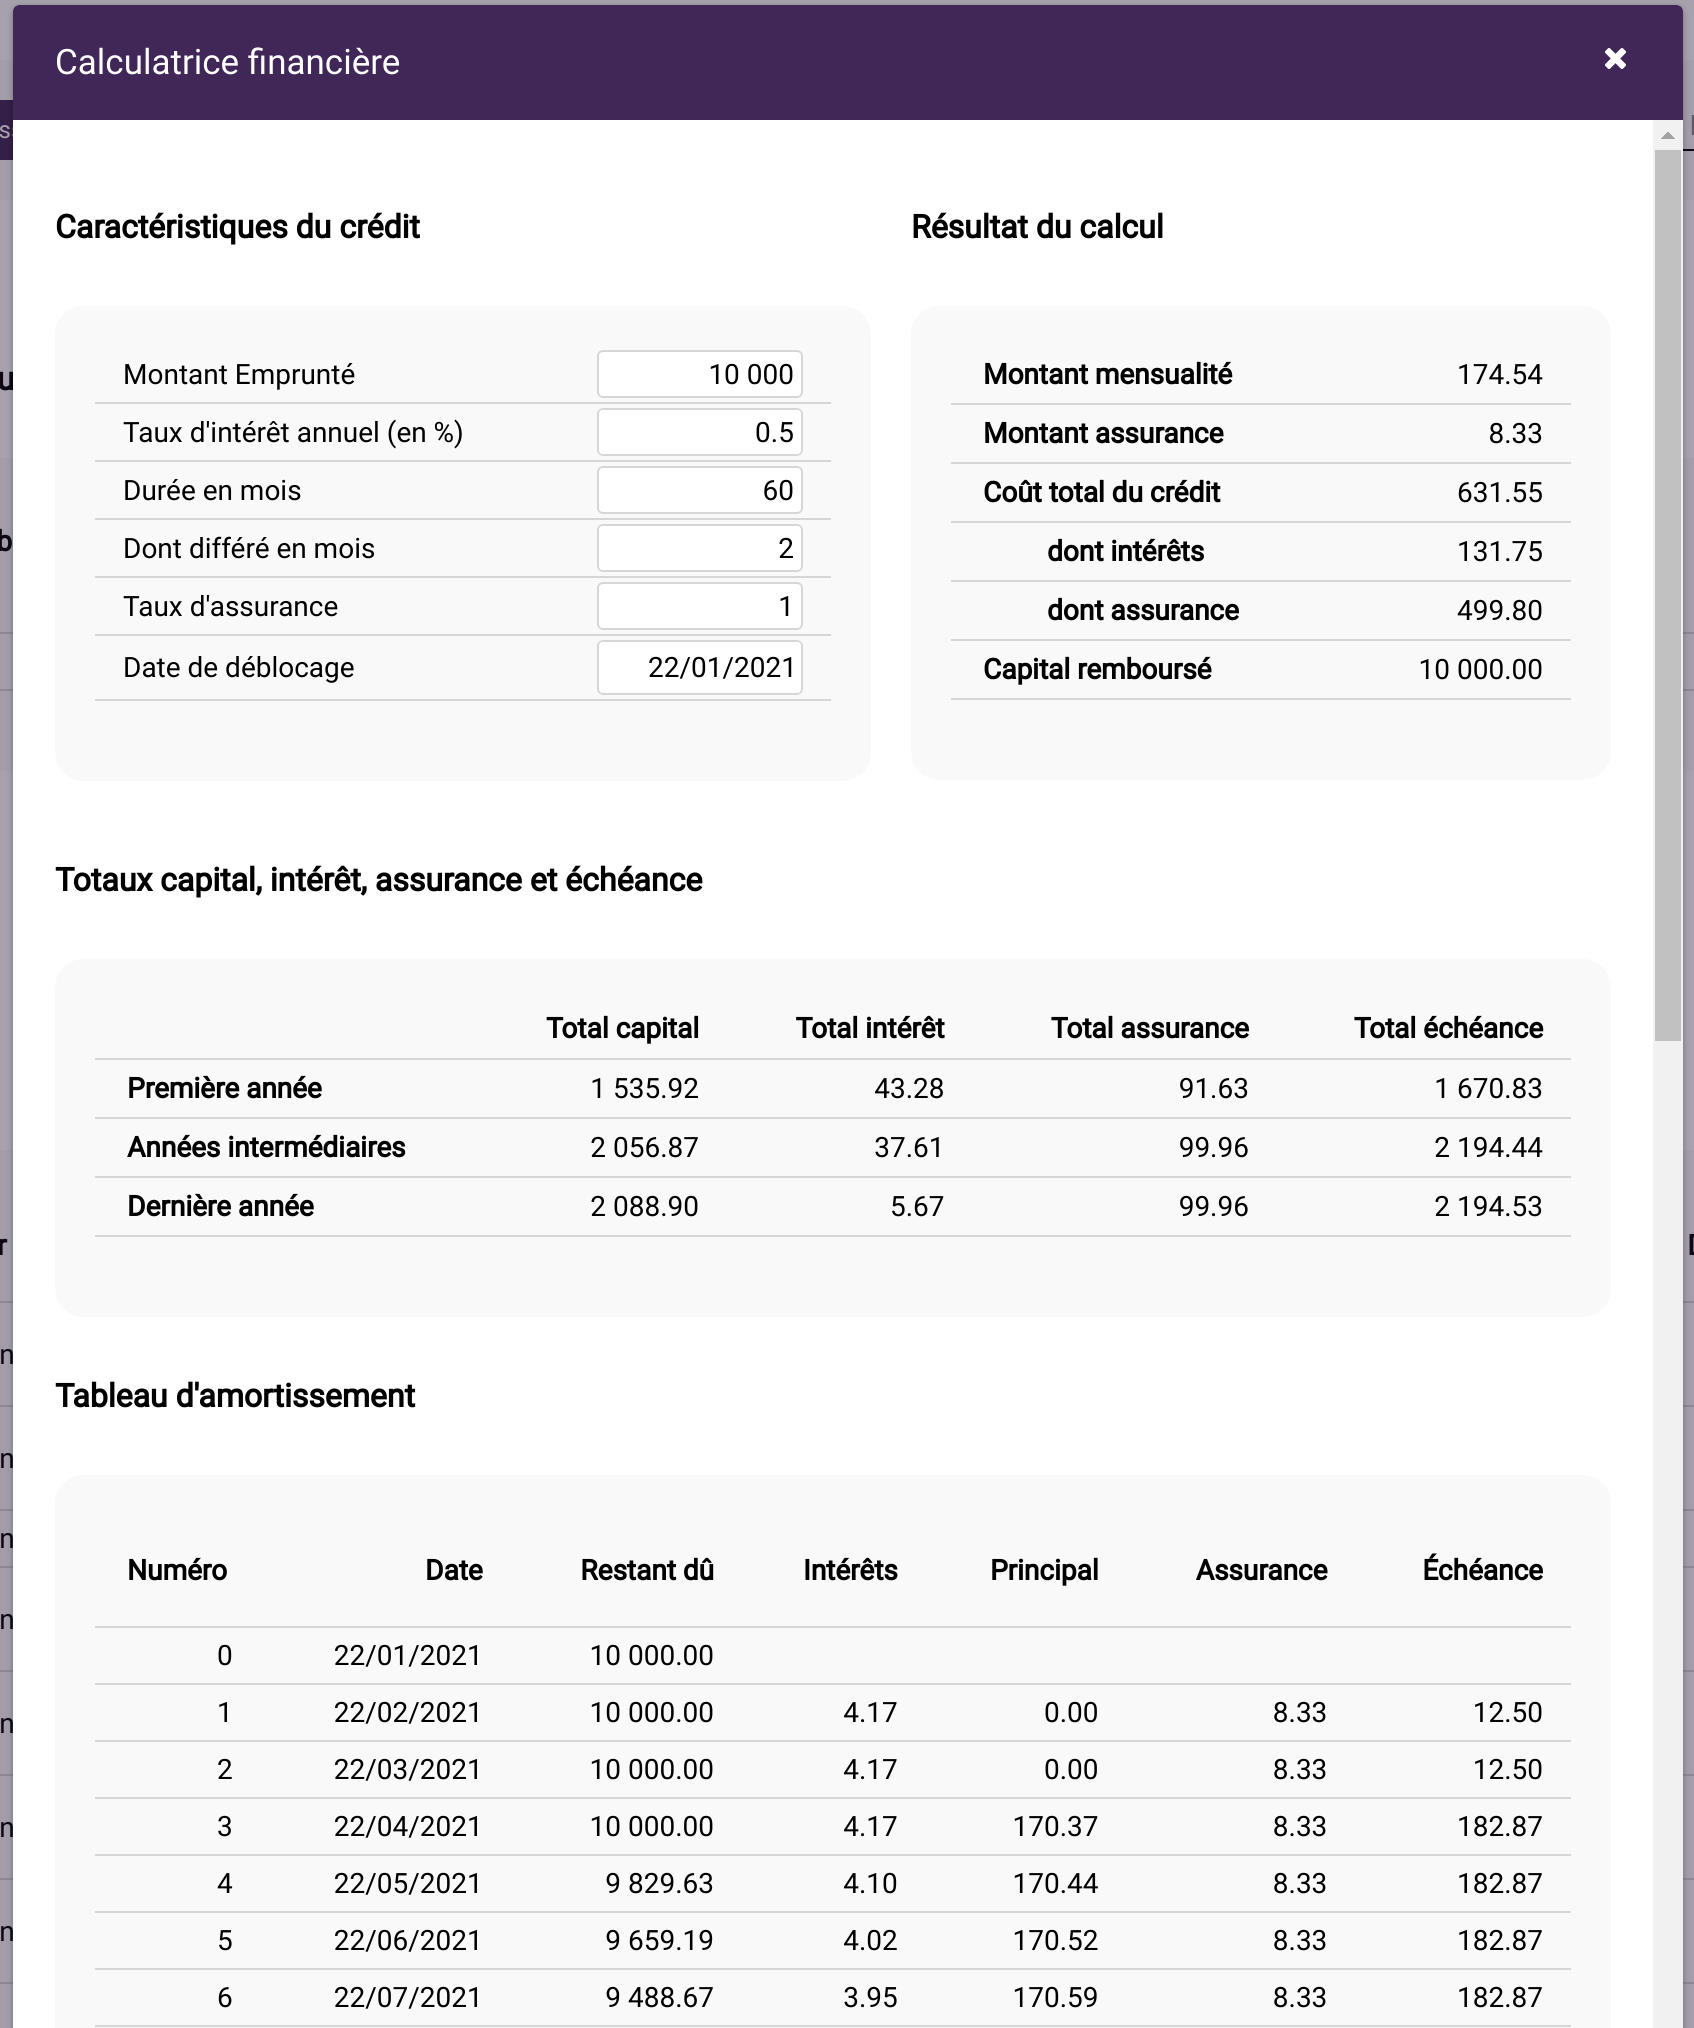 Calculatrice financière
Caractéristiques du crédit
Montant Emprunté 10 000
Taux d'intérêt annuel (en %) 0.5
Durée en mois 60
Dont différé en mois 2
Taux d'assurance 1
Date de déblocage 22/01/2021
Résultat du calcul
Montant mensualité 174.54
Montant assurance 8.33
Coût total du crédit 631.55
dont intérêts 131.75
dont assurance 499.80
Capital remboursé 10 000.00
Totaux capital, intérêt, assurance et échéance
Total capital Total intérêt Total assurance Total échéance
Première année 1 535.92 43.28 91.63 1 670.83
Années intermédiaires 2 056.87 37.61 99.96 2 194.44
Dernière année 2 088.90 5.67 99.96 2 194.53
Tableau d'amortissement
Numéro Date Restant dû Intérêts Principal Assurance Échéance
0 22/01/2021 10 000.00
1 22/02/2021 10 000.00 4.17 0.00 8.33 12.50
2 22/03/2021 10 000.00 4.17 0.00 8.33 12.50
3 22/04/2021 10 000.00 4.17 170.37 8.33 182.87
4 22/05/2021 9 829.63 4.10 170.44 8.33 182.87
5 22/06/2021 9 659.19 4.02 170.52 8.33 182.87
6 22/07/2021 9 488.67 3.95 170.59 8.33 182.87